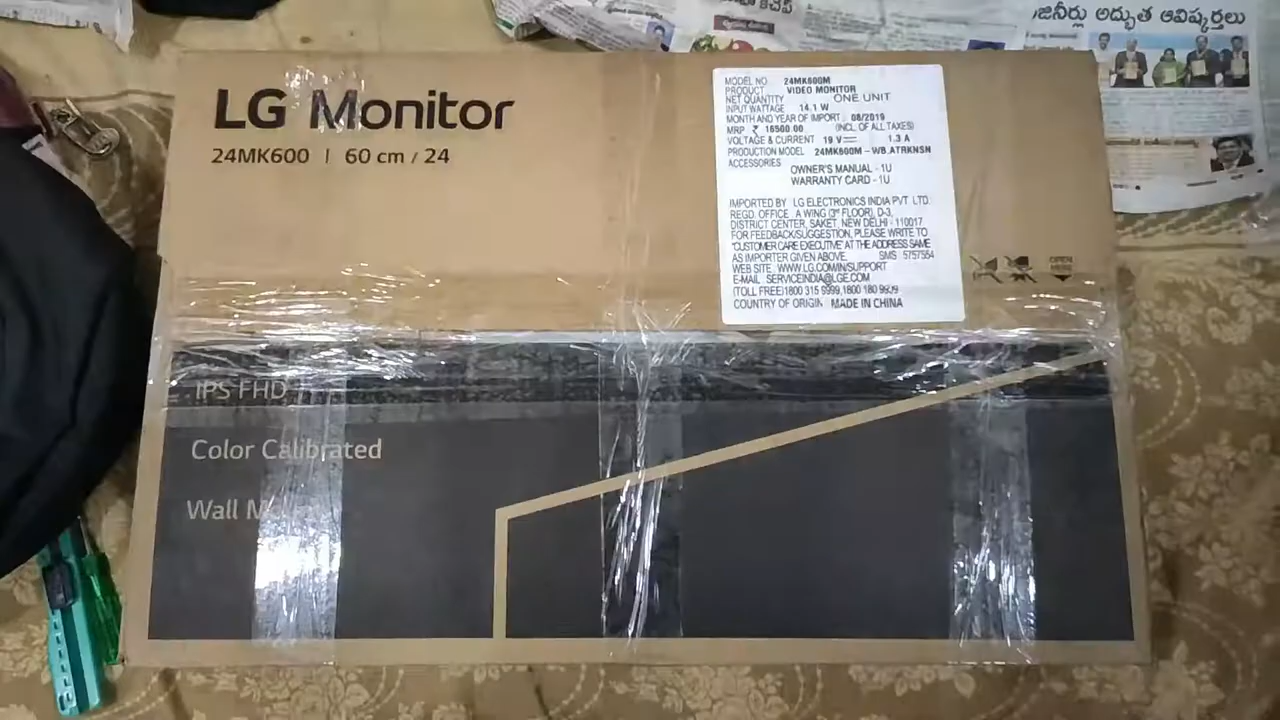 కెచప్
జినీర్లు అద్భుత ఆవిష్కర్తలు
LG Monitor
24MK600 | 60 cm / 24
MODEL NO. 24MK600M
PRODUCT VIDEO MONITOR
NET QUANTITY ONE UNIT
INPUT WATTAGE 14.1 W
MONTH AND YEAR OF IMPORT : 08/2019
MRP ₹ 16500.00 (INCL. OF ALL TAXES)
VOLTAGE & CURRENT 19 V 1.3 A
PRODUCTION MODEL 24MK600M - WB.ATRKNSN
ACCESSORIES
OWNER'S MANUAL - 1U
WARRANTY CARD - 1U
IMPORTED BY LG ELECTRONICS INDIA PVT LTD.
REGD. OFFICE A WING (3RD FLOOR), D-3,
DISTRICT CENTER, SAKET, NEW DELHI - 110017
FOR FEEDBACK/SUGGESTION, PLEASE WRITE TO
"CUSTOMER CARE EXECUTIVE" AT THE ADDRESS SAME
AS IMPORTER GIVEN ABOVE. SMS 5757554
WEB SITE WWW.LG.COM/IN/SUPPORT
E-MAIL SERVICEINDIA@LGE.COM
(TOLL FREE) 1800 315 9999, 1800 180 9999
COUNTRY OF ORIGIN MADE IN CHINA
OPEN
IPS FHD
Color Calibrated
Wall